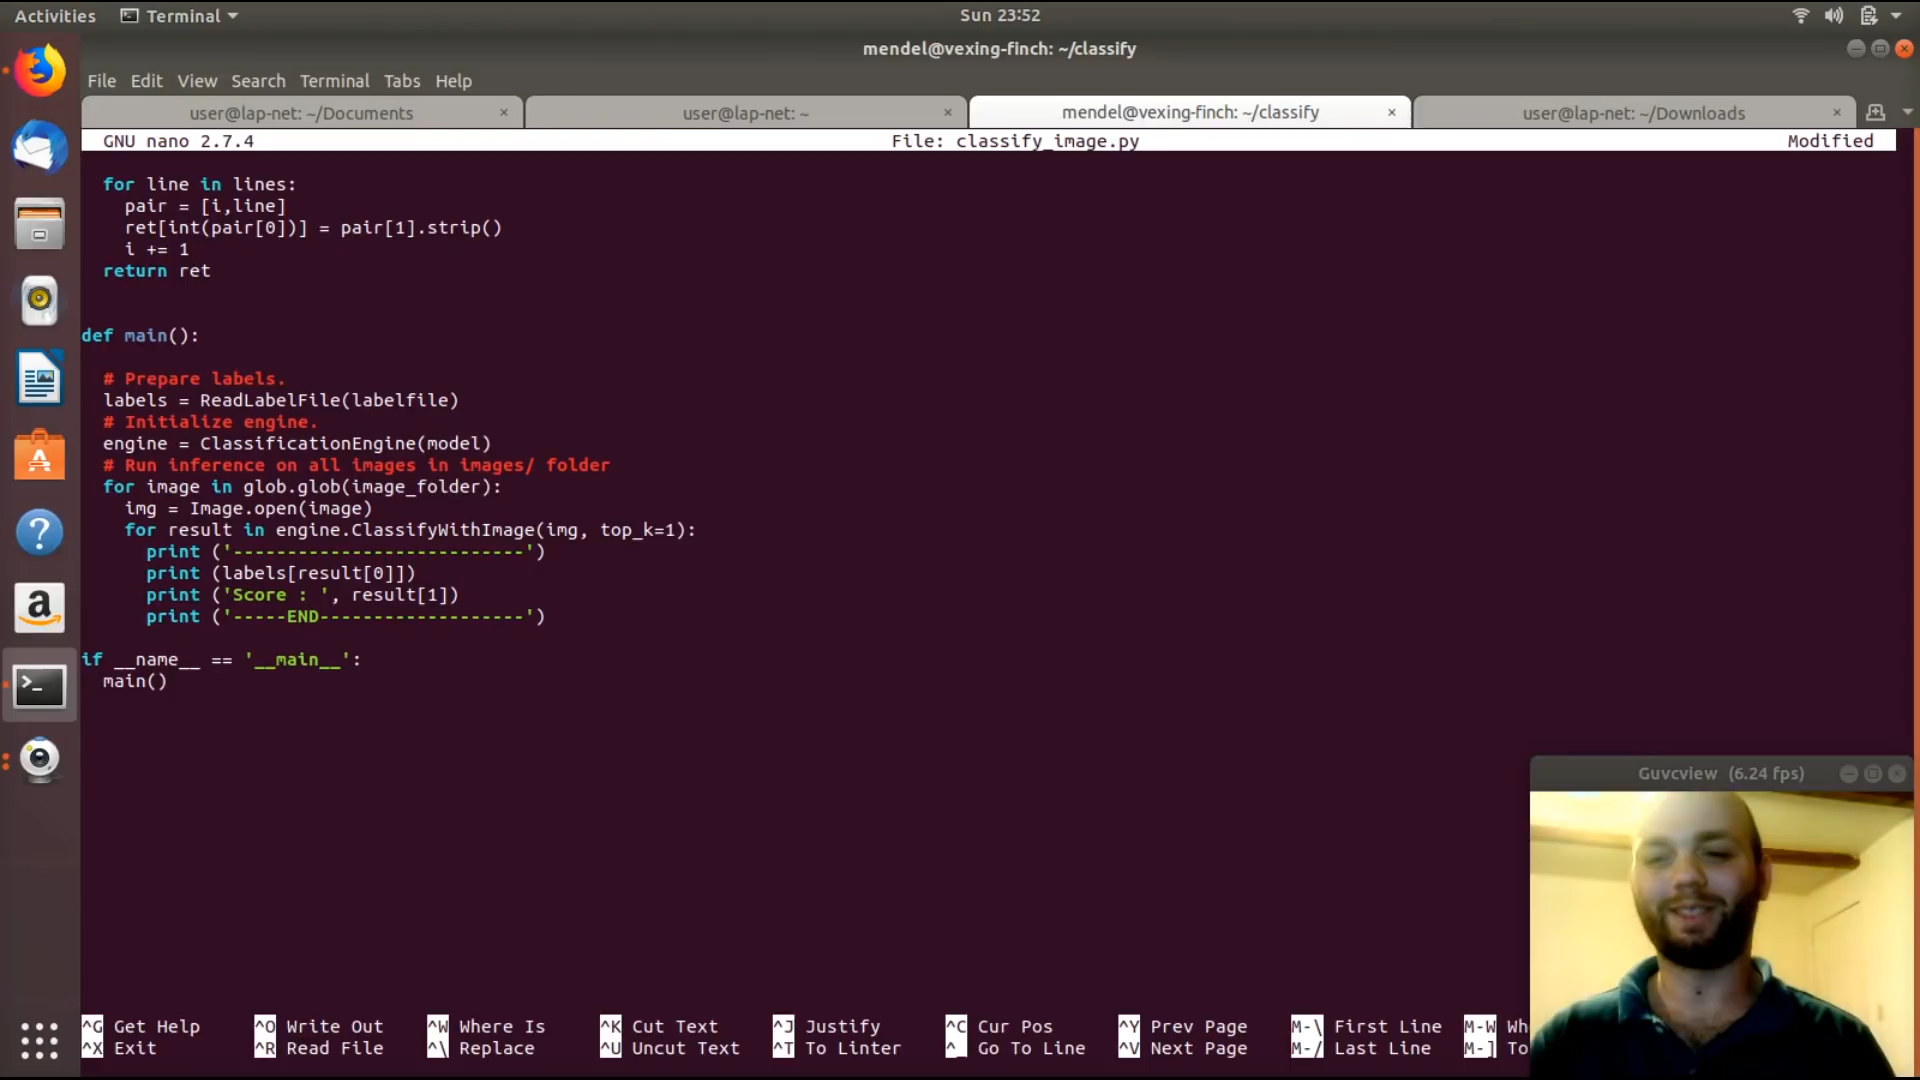 Activities
Terminal
Sun 23:52
mendel@vexing-finch: ~/classify
File Edit View Search Terminal Tabs Help
user@lap-net: ~/Documents ×
user@lap-net: ~ ×
mendel@vexing-finch: ~/classify ×
user@lap-net: ~/Downloads ×
GNU nano 2.7.4 File: classify_image.py Modified
for line in lines:
pair = [i,line]
ret[int(pair[0])] = pair[1].strip()
i += 1
return ret
def main():
# Prepare labels.
labels = ReadLabelFile(labelfile)
# Initialize engine.
engine = ClassificationEngine(model)
# Run inference on all images in images/ folder
for image in glob.glob(image_folder):
img = Image.open(image)
for result in engine.ClassifyWithImage(img, top_k=1):
print ('---------------------------')
print (labels[result[0]])
print ('Score : ', result[1])
print ('-----END-------------------')
if __name__ == '__main__':
main()
Guvcview (6.24 fps)
^G Get Help ^O Write Out ^W Where Is ^K Cut Text ^J Justify ^C Cur Pos ^Y Prev Page M-\ First Line M-W Wh
^X Exit ^R Read File ^\ Replace ^U Uncut Text ^T To Linter ^_ Go To Line ^V Next Page M-/ Last Line M-] To